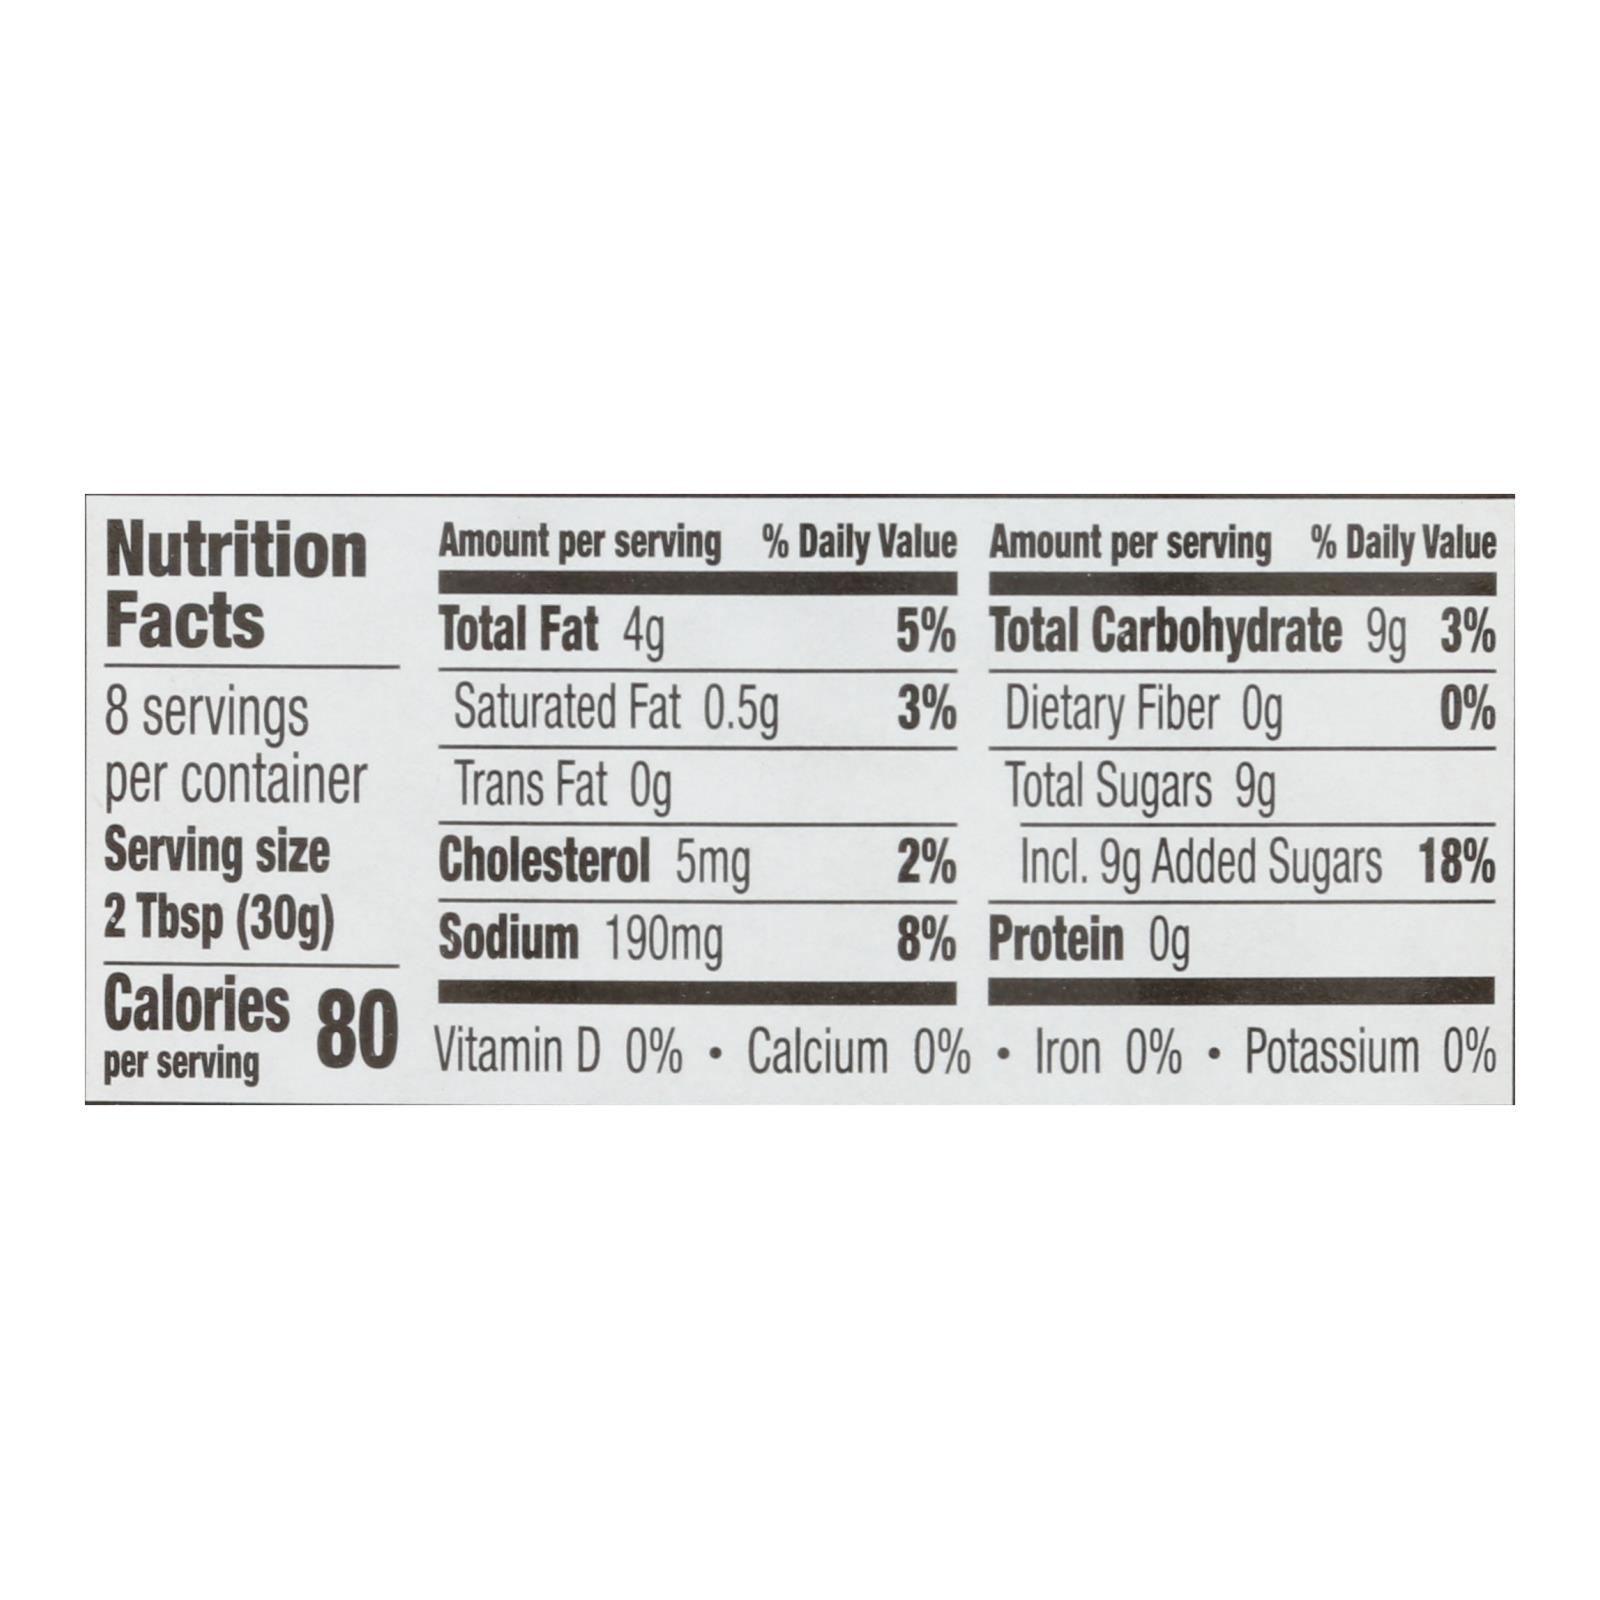 Nutrition
Facts
8 servings
per container
Serving size
2 Tbsp (30g)
Calories 80
per serving
Amount per serving % Daily Value
Total Fat 4g 5%
Saturated Fat 0.5g 3%
Trans Fat 0g
Cholesterol 5mg 2%
Sodium 190mg 8%
Amount per serving % Daily Value
Total Carbohydrate 9g 3%
Dietary Fiber 0g 0%
Total Sugars 9g
Incl. 9g Added Sugars 18%
Protein 0g
Vitamin D 0% • Calcium 0% • Iron 0% • Potassium 0%